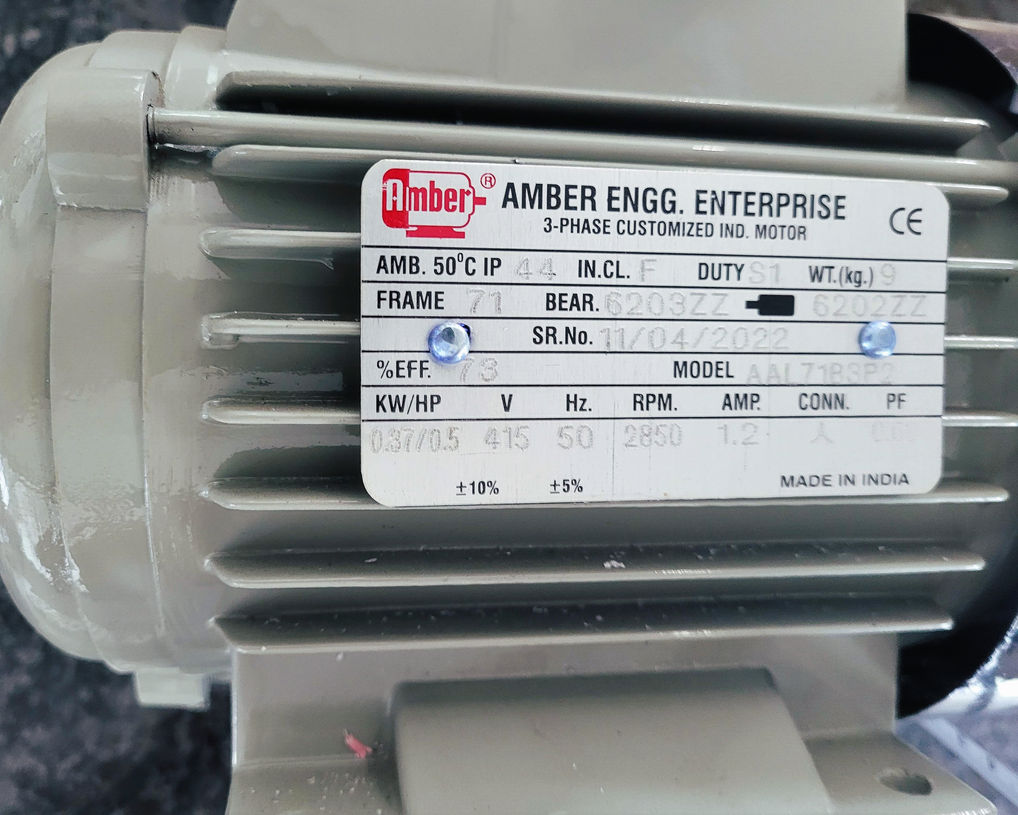 Amber ® AMBER ENGG. ENTERPRISE CE
3-PHASE CUSTOMIZED IND. MOTOR
AMB. 50°C IP 44 IN.CL. F DUTY S1 WT.(kg.) 9
FRAME 71 BEAR. 6203ZZ 6202ZZ
SR.No. 11/04/2022
%EFF. 73 MODEL AAL71B3P2
KW/HP V Hz. RPM. AMP. CONN. PF
0.37/0.5 415 50 2850 1.2
±10% ±5% MADE IN INDIA